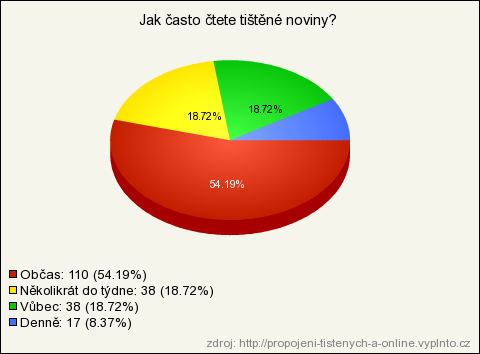 Jak často čtete tištěné noviny?
18.72%
18.72%
54.19%
Občas: 110 (54.19%)
Několikrát do týdne: 38 (18.72%)
Vůbec: 38 (18.72%)
Denně: 17 (8.37%)
zdroj: http://propojeni-tistenych-a-online.vyplnto.cz